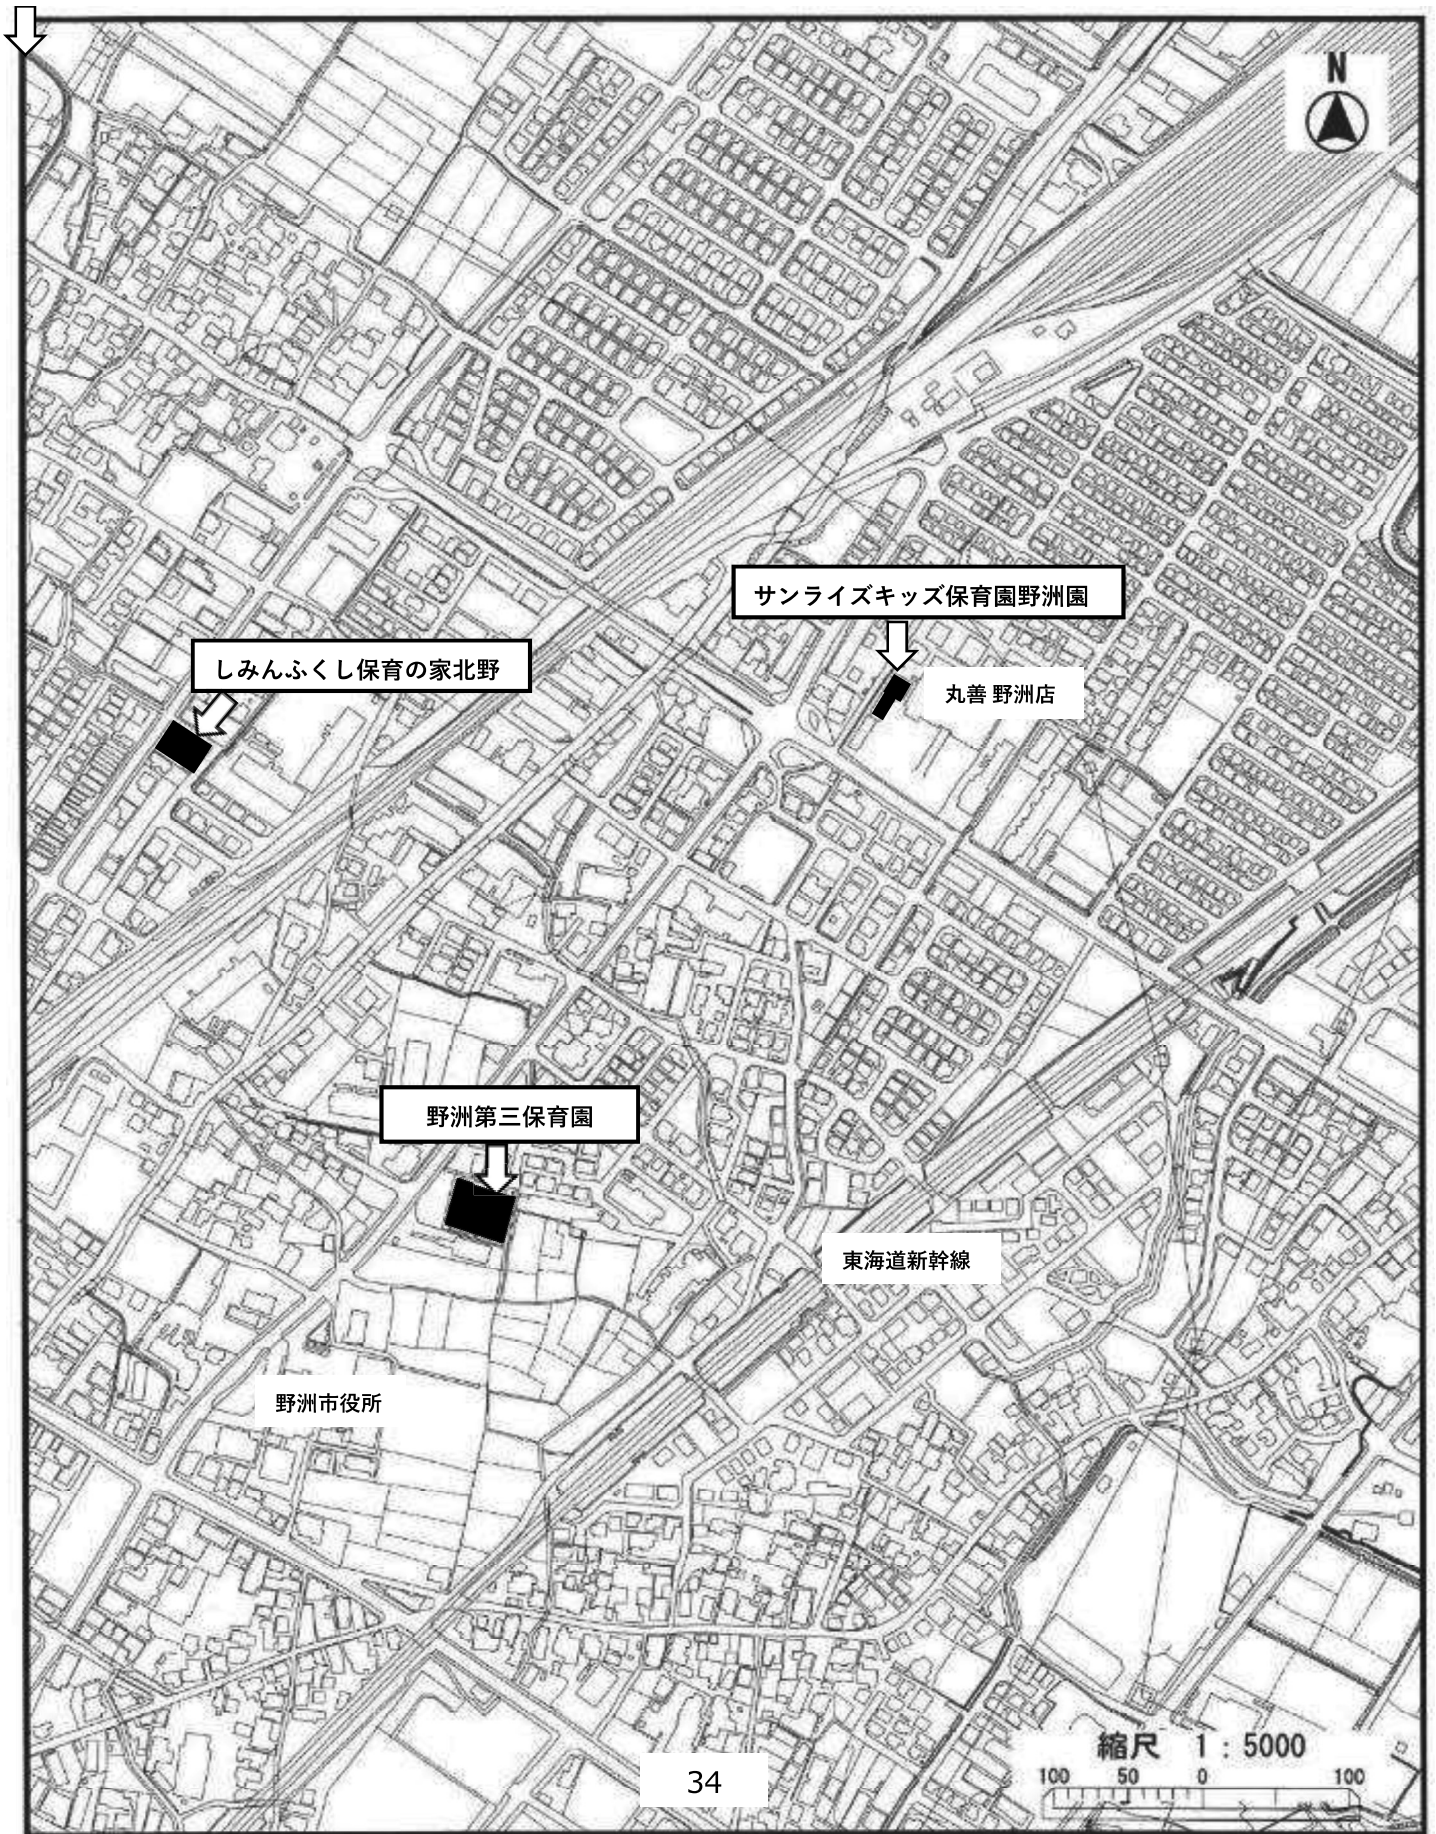 N
サンライズキッズ保育園野洲園
しみんふくし保育の家北野
丸善 野洲店
野洲第三保育園
東海道新幹線
野洲市役所
縮尺 1:5000
100 50 0 100
34